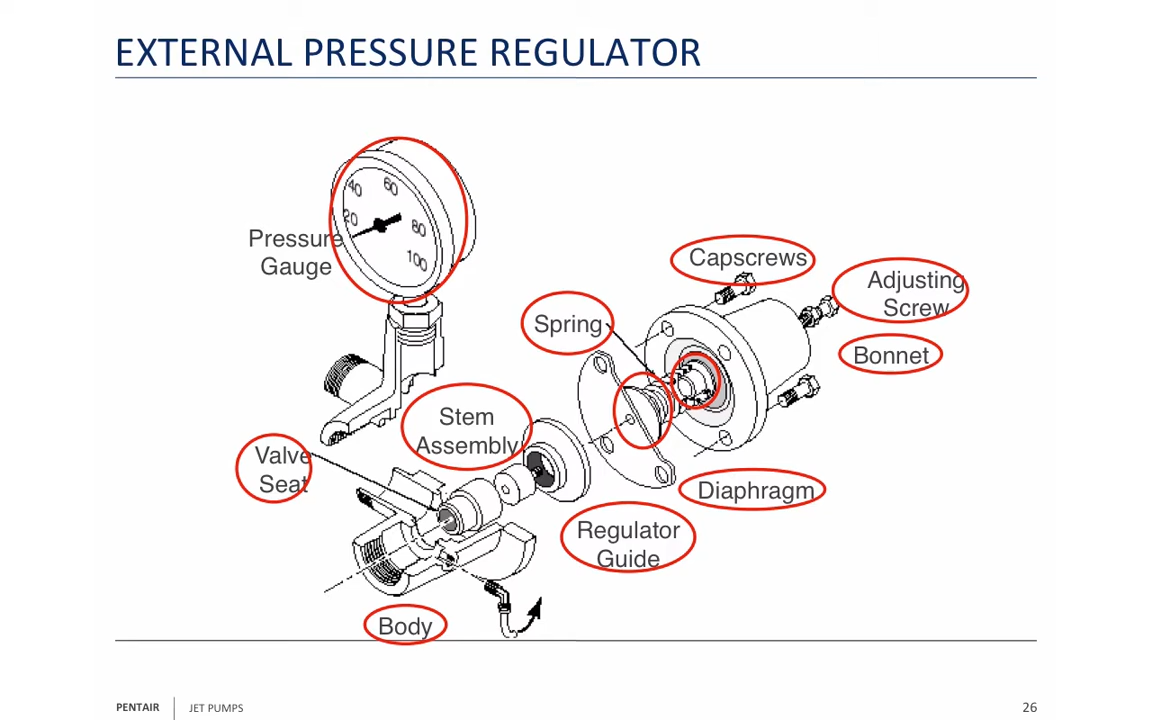 EXTERNAL PRESSURE REGULATOR
40
60
20
80
100
Pressure
Gauge
Capscrews
Adjusting
Screw
Spring
Bonnet
Stem
Assembly
Valve
Seat
Diaphragm
Regulator
Guide
Body
PENTAIR
JET PUMPS
26